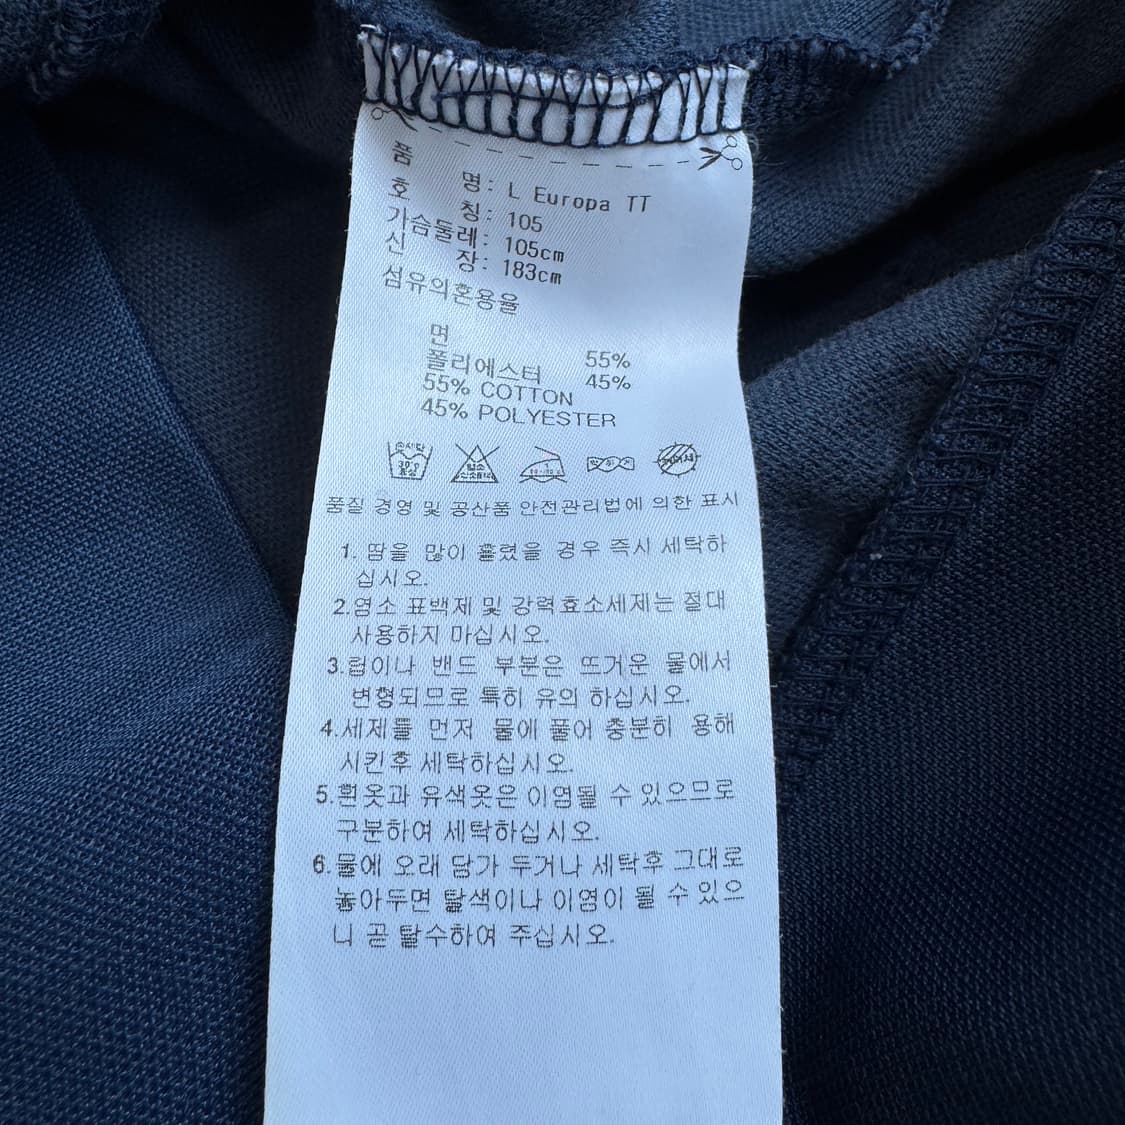 품 명: L Europa TT
호 칭: 105
가슴둘레: 105cm
신 장: 183cm
섬유의혼용율
면 55%
폴리에스터 45%
55% COTTON
45% POLYESTER
손세탁 30℃ 중성 염소
품질 경영 및 공산품 안전관리법에 의한 표시
1. 땀을 많이 흘렸을 경우 즉시 세탁하
십시오.
2.염소 표백제 및 강력효소세제는 절대
사용하지 마십시오.
3.립이나 밴드 부분은 뜨거운 물에서
변형되므로 특히 유의 하십시오.
4.세제를 먼저 물에 풀어 충분히 용해
시킨후 세탁하십시오.
5.흰옷과 유색옷은 이염될 수 있으므로
구분하여 세탁하십시오.
6.물에 오래 담가 두거나 세탁후 그대로
놓아두면 탈색이나 이염이 될 수 있으
니 곧 탈수하여 주십시오.